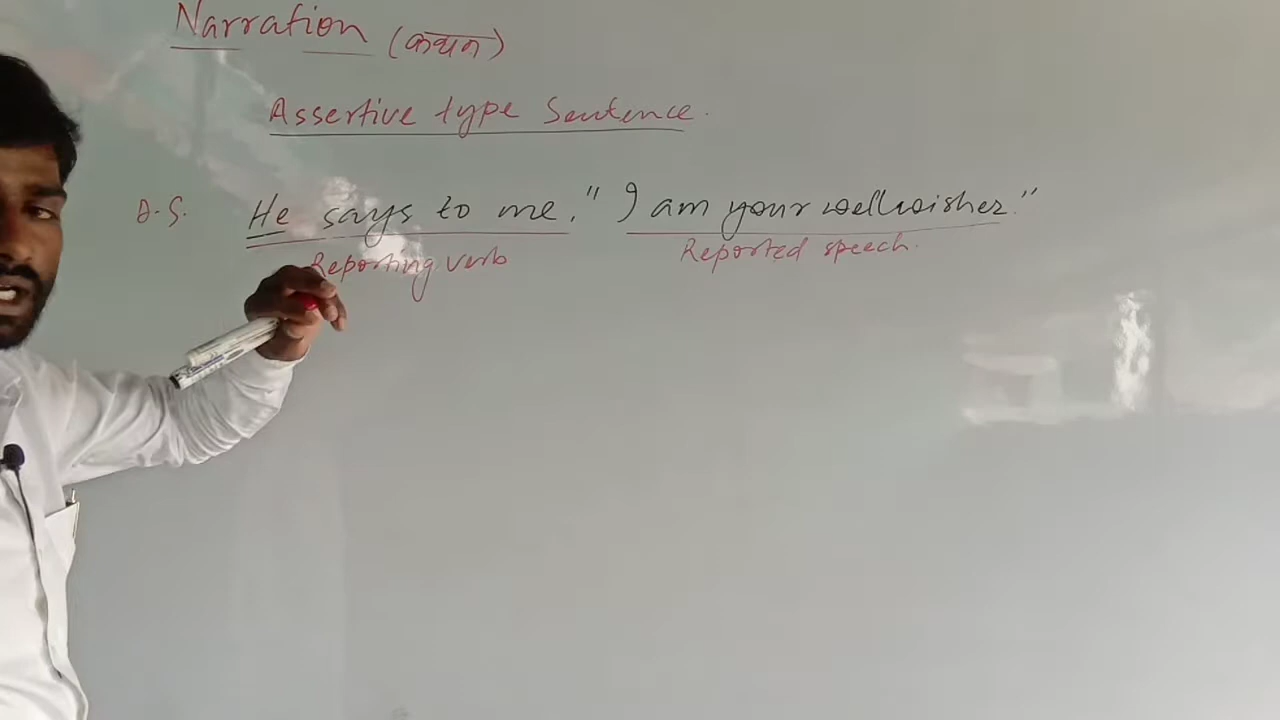 Narration (कथन)
Assertive type Sentence.
D.S. He says to me, " I am your wellwisher."
Reporting verb Reported speech.